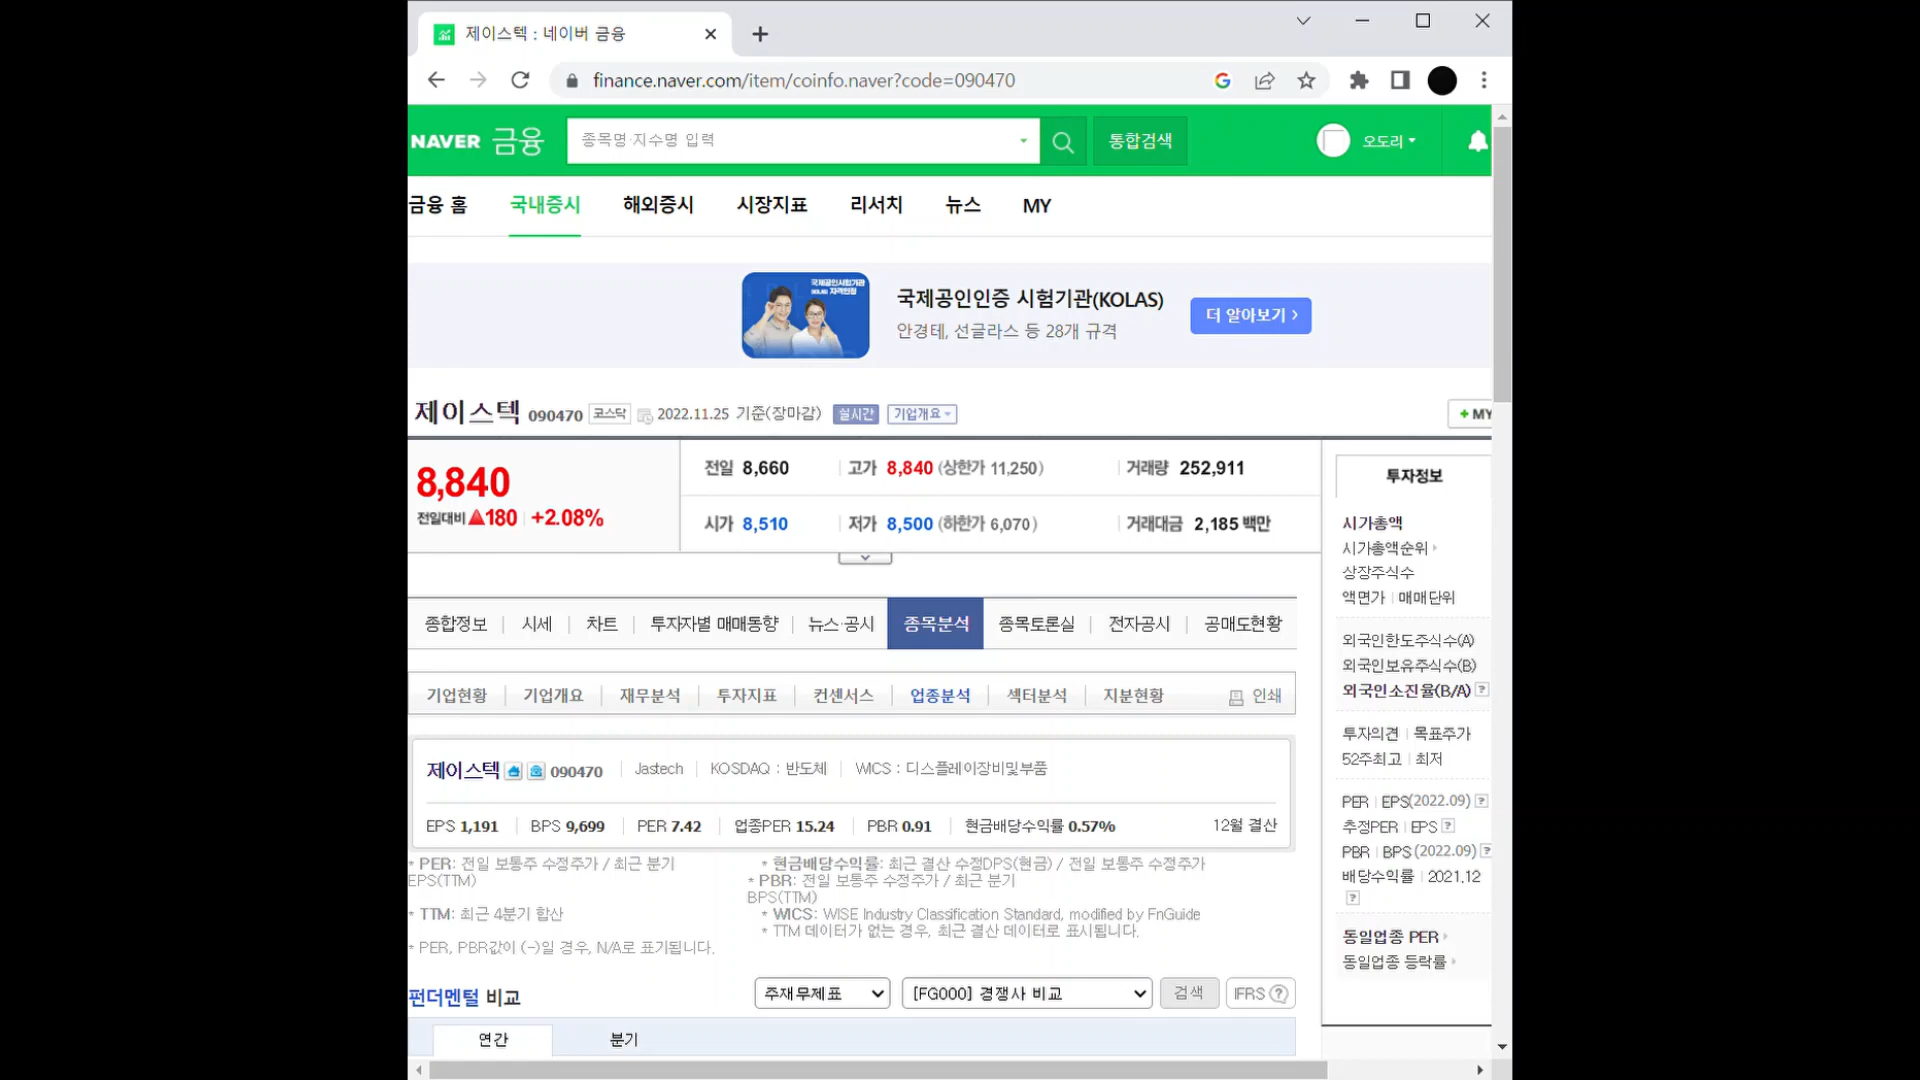 제이스텍 : 네이버 금융
finance.naver.com/item/coinfo.naver?code=090470
NAVER 금융
종목명·지수명 입력
통합검색
오도리
금융 홈 국내증시 해외증시 시장지표 리서치 뉴스 MY
국제공인시험기관
KOLAS 자격인정
국제공인인증 시험기관(KOLAS)
안경테, 선글라스 등 28개 규격
더 알아보기 >
제이스텍 090470 코스닥 2022.11.25 기준(장마감) 실시간 기업개요
+ MY
8,840
전일대비 ▲180 +2.08%
전일 8,660 고가 8,840 (상한가 11,250) 거래량 252,911
시가 8,510 저가 8,500 (하한가 6,070) 거래대금 2,185 백만
종합정보 시세 차트 투자자별 매매동향 뉴스·공시 종목분석 종목토론실 전자공시 공매도현황
기업현황 기업개요 재무분석 투자지표 컨센서스 업종분석 섹터분석 지분현황 인쇄
제이스텍 090470 Jastech KOSDAQ : 반도체 WICS : 디스플레이장비및부품
EPS 1,191 BPS 9,699 PER 7.42 업종PER 15.24 PBR 0.91 현금배당수익률 0.57% 12월 결산
* PER: 전일 보통주 수정주가 / 최근 분기
EPS(TTM)
* TTM: 최근 4분기 합산
* PER, PBR값이 (-)일 경우, N/A로 표기됩니다.
* 현금배당수익률: 최근 결산 수정DPS(현금) / 전일 보통주 수정주가
* PBR: 전일 보통주 수정주가 / 최근 분기
BPS(TTM)
* WICS: WISE Industry Classification Standard, modified by FnGuide
* TTM 데이터가 없는 경우, 최근 결산 데이터로 표시됩니다.
펀더멘털 비교 주재무제표 [FG000] 경쟁사 비교 검색 IFRS ?
연간 분기
투자정보
시가총액
시가총액순위
상장주식수
액면가 매매단위
외국인한도주식수(A)
외국인보유주식수(B)
외국인소진율(B/A) ?
투자의견 목표주가
52주최고 최저
PER EPS(2022.09) ?
추정PER EPS ?
PBR BPS (2022.09) ?
배당수익률 2021.12
?
동일업종 PER
동일업종 등락률